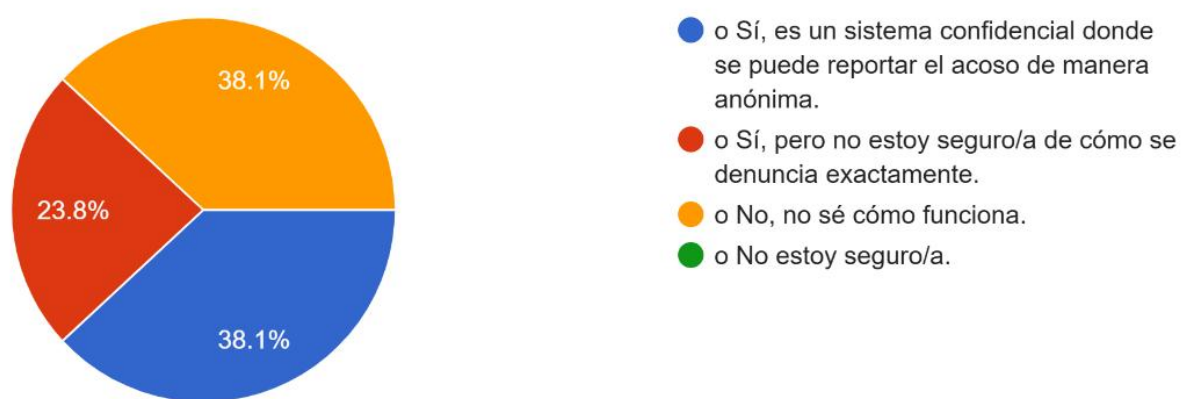 38.1%
23.8%
38.1%
o Sí, es un sistema confidencial donde
se puede reportar el acoso de manera
anónima.
o Sí, pero no estoy seguro/a de cómo se
denuncia exactamente.
o No, no sé cómo funciona.
o No estoy seguro/a.